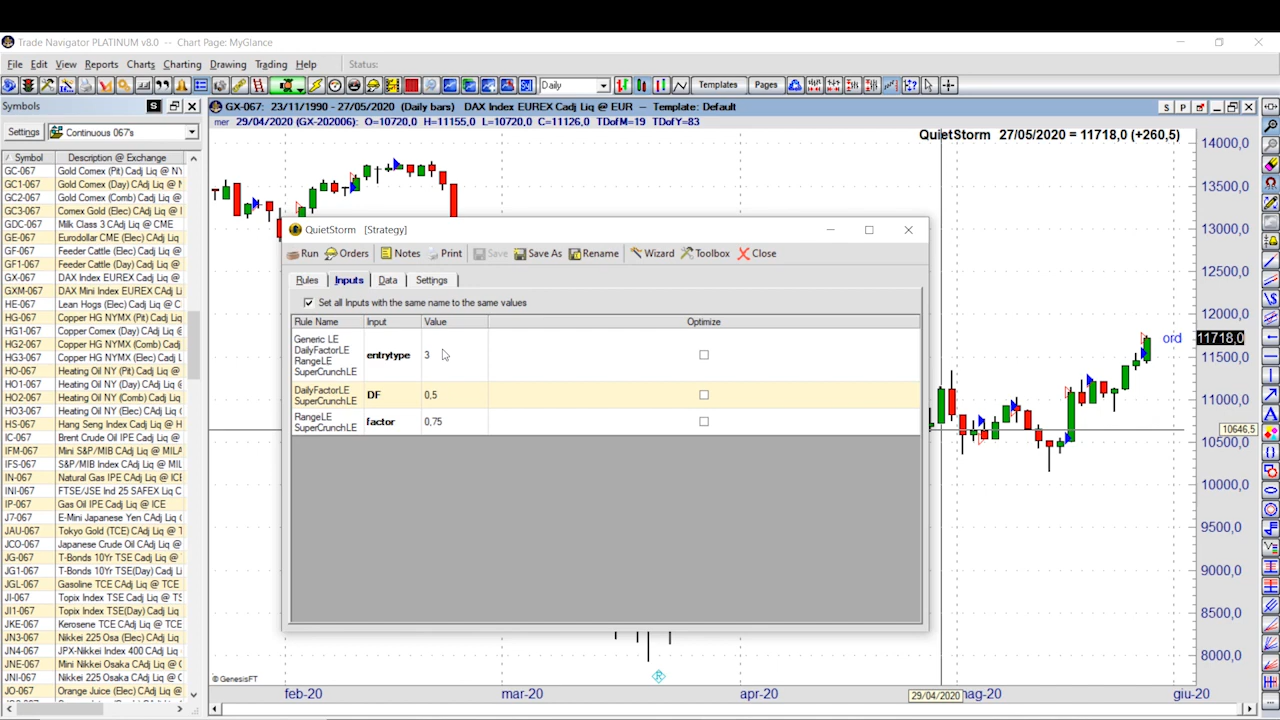 Trade Navigator PLATINUM v8.0 — Chart Page: MyGlance
File Edit View Reports Charts Charting Drawing Trading Help Status:
Daily Templates Pages
Symbols S
GX-067: 23/11/1990 - 27/05/2020 (Daily bars) DAX Index EUREX Cadj Liq @ EUR — Template: Default
S P
Settings Continuous 067's
mer 29/04/2020 (GX-202006) O=10720,0 H=11155,0 L=10720,0 C=11126,0 TDofM=19 TDofY=83
QuietStorm 27/05/2020 = 11718,0 (+260,5)
Symbol Description @ Exchange
GC-067 Gold Comex (Pit) Cadj Liq @ NY
GC1-067 Gold Comex (Day) CAdj Liq @
GC2-067 Gold Comex (Comb) Cadj Liq @
GC3-067 Comex Gold (Elec) CAdj Liq @
GDC-067 Milk Class 3 CAdj Liq @ CME
GE-067 Eurodollar CME (Elec) CAdj Liq
GF-067 Feeder Cattle (Elec) CAdj Liq
GF1-067 Feeder Cattle (Day) CAdj Liq @
GX-067 DAX Index EUREX Cadj Liq @ E
GXM-067 DAX Mini Index EUREX CAdj Liq
HE-067 Lean Hogs (Elec) Cadj Liq @ C
HG-067 Copper HG NYMX (Pit) Cadj Liq
HG1-067 Copper Comex (Day) CAdj Liq @
HG2-067 Copper HG NYMX (Comb) Cadj
HG3-067 Copper HG NYMX (Elec) Cadj L
HO-067 Heating Oil NY (Pit) Cadj Liq @
HO1-067 Heating Oil NY (Day) Cadj Liq
HO2-067 Heating Oil NY (Comb) Cadj Liq
HO3-067 Heating Oil NY (Elec) Cadj Liq
HS-067 Hang Seng Index Cadj Liq @ H
IC-067 Brent Crude Oil IPE Cadj Liq @
IFM-067 Mini S&P/MIB CAdj Liq @ MILA
IFS-067 S&P/MIB Index CAdj Liq @ MIL
IN-067 Natural Gas IPE CAdj Liq @ ICE
INI-067 FTSE/JSE Ind 25 SAFEX Liq C
IP-067 Gas Oil IPE Cadj Liq @ ICE
J7-067 E-Mini Japanese Yen CAdj Liq
JAU-067 Tokyo Gold (TCE) CAdj Liq @ T
JCO-067 Japanese Crude Oil CAdj Liq @
JG-067 T-Bonds 10Yr TSE Cadj Liq @
JG1-067 T-Bonds 10Yr TSE(Day) CAdj L
JGL-067 Gasoline TCE CAdj Liq @ TCE
JI-067 Topix Index TSE Cadj Liq @ TSE
JI1-067 Topix Index TSE(Day) Cadj Liq
JKE-067 Kerosene TCE CAdj Liq @ TCE
JN3-067 Nikkei 225 Osa (Elec) CAdj Liq
JN4-067 JPX-Nikkei 400 Index CAdj Liq
JNE-067 Mini Nikkei Osaka CAdj Liq @
JNI-067 Nikkei 225 Osaka Cadj Liq @ O
JO-067 Orange Juice (Elec) Cadj Liq @
QuietStorm [Strategy]
Run Orders Notes Print Save Save As Rename Wizard Toolbox Close
Rules Inputs Data Settings
Set all Inputs with the same name to the same values
Rule Name Input Value Optimize
Generic LE
DailyFactorLE
RangeLE
SuperCrunchLE
entrytype 3
DailyFactorLE
SuperCrunchLE
DF 0,5
RangeLE
SuperCrunchLE
factor 0,75
14000,0
13500,0
13000,0
12500,0
12000,0
ord 11718,0
11500,0
11000,0
10646,5
10500,0
10000,0
9500,0
9000,0
8500,0
8000,0
R
© GenesisFT
feb-20 mar-20 apr-20 29/04/2020 mag-20 giu-20